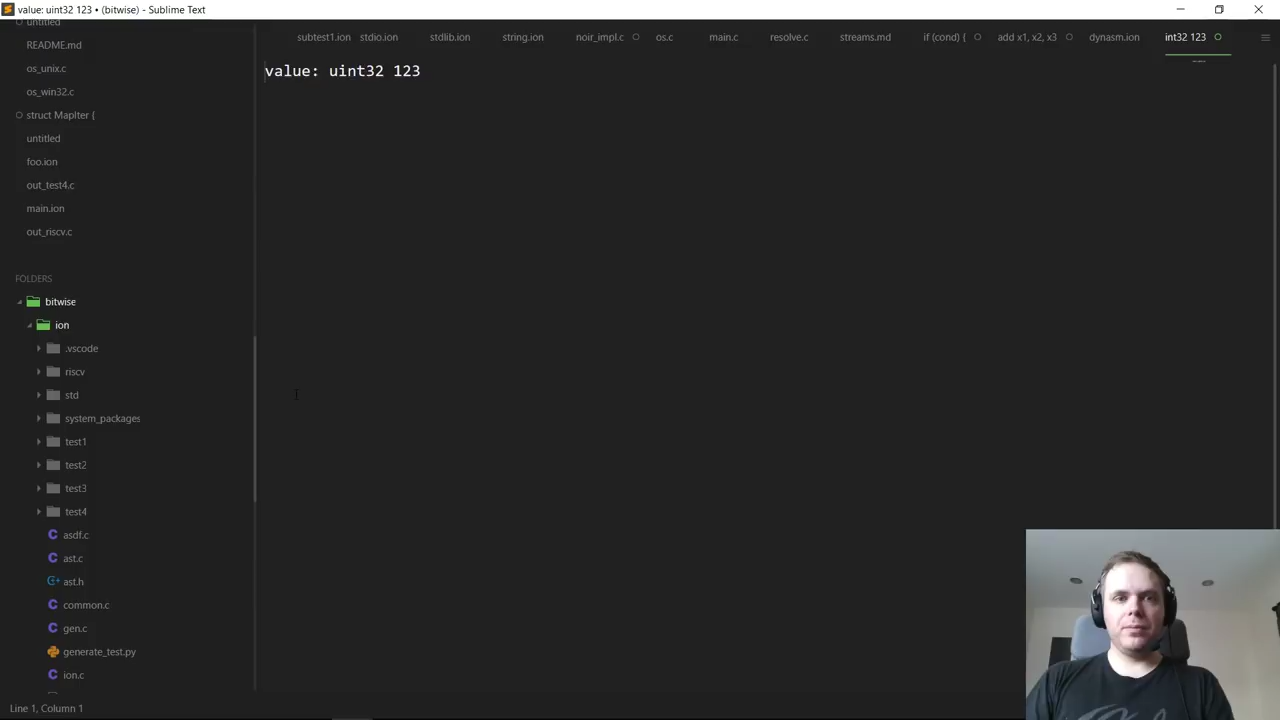 value: uint32 123 • (bitwise) - Sublime Text
untitled
README.md
os_unix.c
os_win32.c
struct MapIter {
untitled
foo.ion
out_test4.c
main.ion
out_riscv.c
FOLDERS
bitwise
ion
.vscode
riscv
std
system_packages
test1
test2
test3
test4
asdf.c
ast.c
ast.h
common.c
gen.c
generate_test.py
ion.c
subtest1.ion stdio.ion stdlib.ion string.ion noir_impl.c os.c main.c resolve.c streams.md if (cond) { add x1, x2, x3 dynasm.ion int32 123
value: uint32 123
Line 1, Column 1